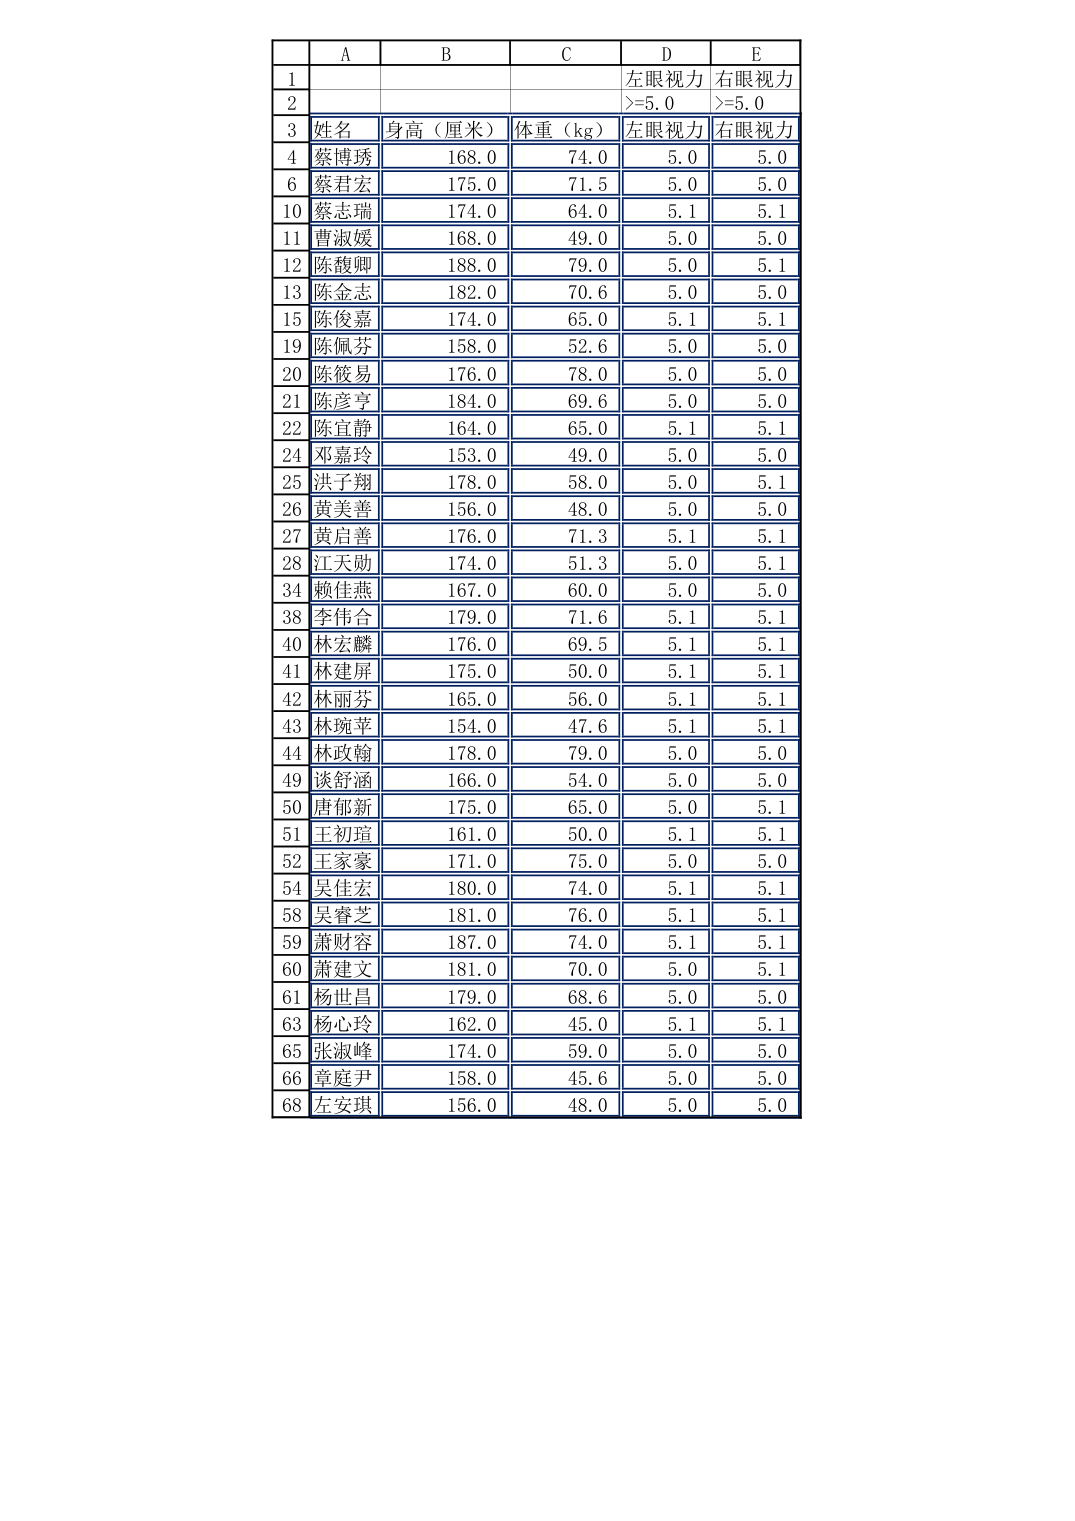 A B C D E
1 左眼视力 右眼视力
2 >=5.0 >=5.0
3 姓名 身高（厘米） 体重（kg） 左眼视力 右眼视力
4 蔡博琇 168.0 74.0 5.0 5.0
6 蔡君宏 175.0 71.5 5.0 5.0
10 蔡志瑞 174.0 64.0 5.1 5.1
11 曹淑媛 168.0 49.0 5.0 5.0
12 陈馥卿 188.0 79.0 5.0 5.1
13 陈金志 182.0 70.6 5.0 5.0
15 陈俊嘉 174.0 65.0 5.1 5.1
19 陈佩芬 158.0 52.6 5.0 5.0
20 陈筱易 176.0 78.0 5.0 5.0
21 陈彦亨 184.0 69.6 5.0 5.0
22 陈宜静 164.0 65.0 5.1 5.1
24 邓嘉玲 153.0 49.0 5.0 5.0
25 洪子翔 178.0 58.0 5.0 5.1
26 黄美善 156.0 48.0 5.0 5.0
27 黄启善 176.0 71.3 5.1 5.1
28 江天勋 174.0 51.3 5.0 5.1
34 赖佳燕 167.0 60.0 5.0 5.0
38 李伟合 179.0 71.6 5.1 5.1
40 林宏麟 176.0 69.5 5.1 5.1
41 林建屏 175.0 50.0 5.1 5.1
42 林丽芬 165.0 56.0 5.1 5.1
43 林琬苹 154.0 47.6 5.1 5.1
44 林政翰 178.0 79.0 5.0 5.0
49 谈舒涵 166.0 54.0 5.0 5.0
50 唐郁新 175.0 65.0 5.0 5.1
51 王初瑄 161.0 50.0 5.1 5.1
52 王家豪 171.0 75.0 5.0 5.0
54 吴佳宏 180.0 74.0 5.1 5.1
58 吴睿芝 181.0 76.0 5.1 5.1
59 萧财容 187.0 74.0 5.1 5.1
60 萧建文 181.0 70.0 5.0 5.1
61 杨世昌 179.0 68.6 5.0 5.0
63 杨心玲 162.0 45.0 5.1 5.1
65 张淑峰 174.0 59.0 5.0 5.0
66 章庭尹 158.0 45.6 5.0 5.0
68 左安琪 156.0 48.0 5.0 5.0